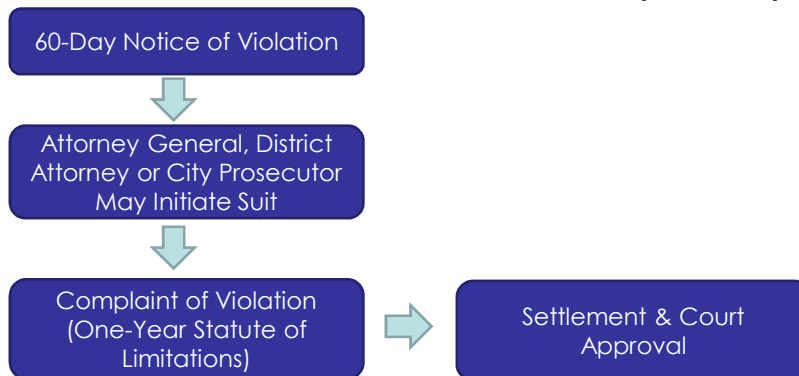 60-Day Notice of Violation
Attorney General, District
Attorney or City Prosecutor
May Initiate Suit
Complaint of Violation
(One-Year Statute of
Limitations)
Settlement & Court
Approval